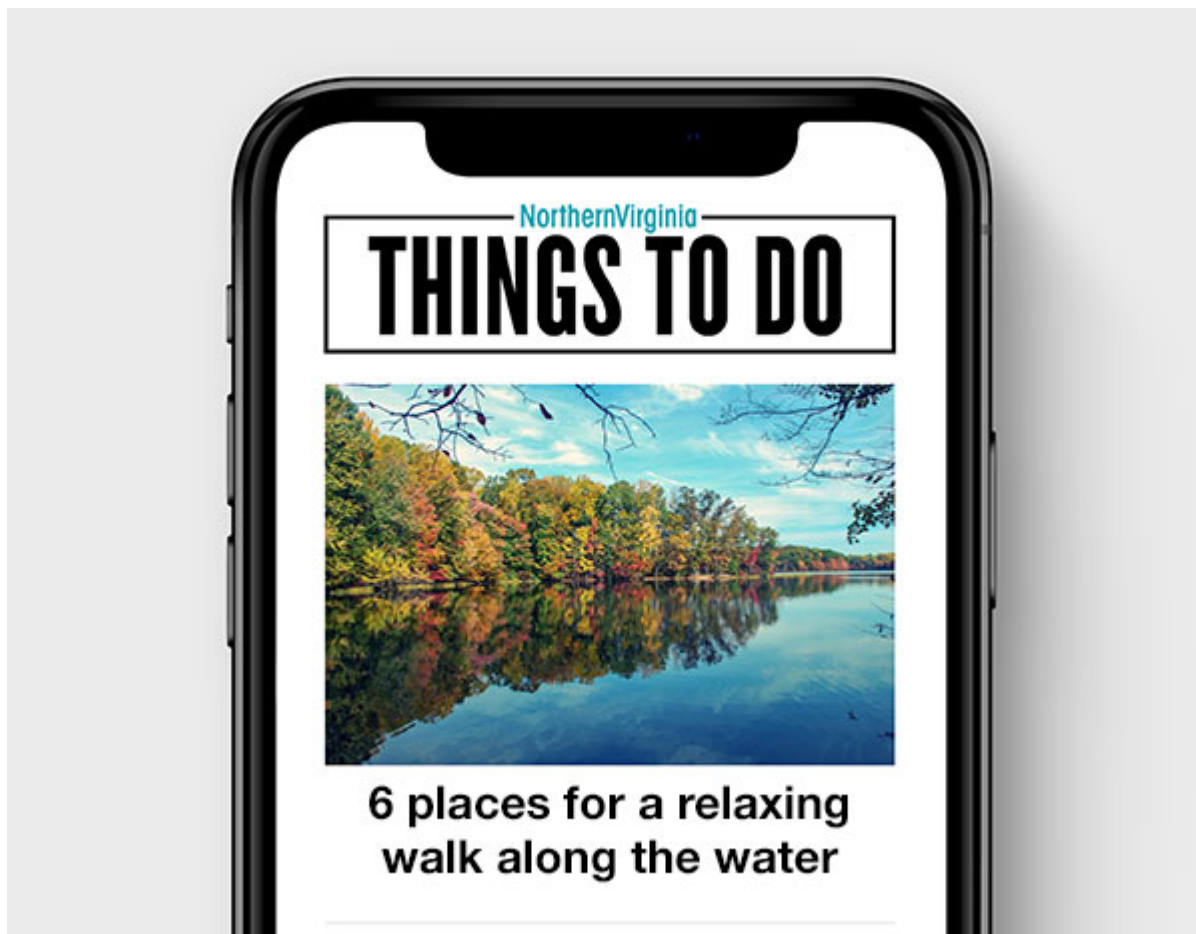 NorthernVirginia
THINGS TO DO
6 places for a relaxing
walk along the water